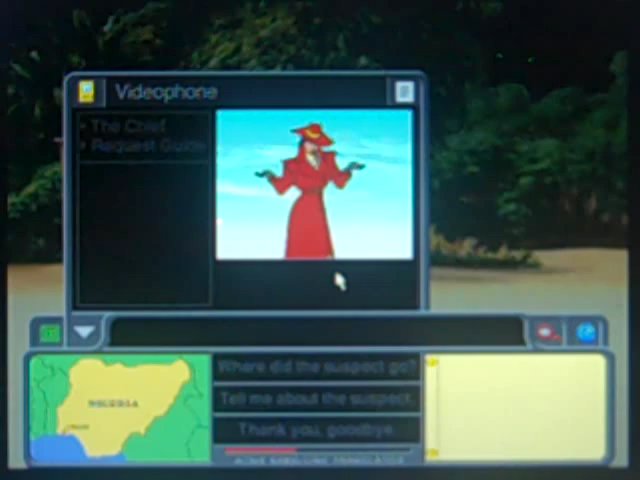 Videophone
The Chief
Request Guide
NIGERIA
Where did the suspect go?
Tell me about the suspect.
Thank you, goodbye.